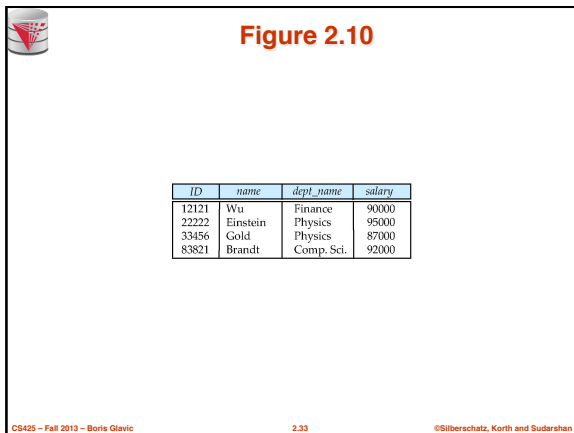 Figure 2.10
ID name dept_name salary
12121 Wu Finance 90000
22222 Einstein Physics 95000
33456 Gold Physics 87000
83821 Brandt Comp. Sci. 92000
CS425 – Fall 2013 – Boris Glavic 2.33 ©Silberschatz, Korth and Sudarshan